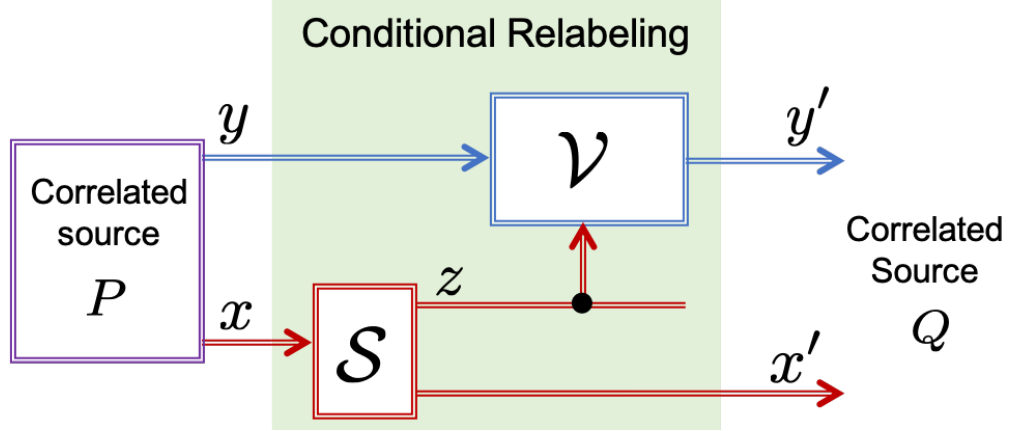 Conditional Relabeling
y
𝒱
y′
Correlated
source
P
x
𝒮
z
x′
Correlated
Source
Q